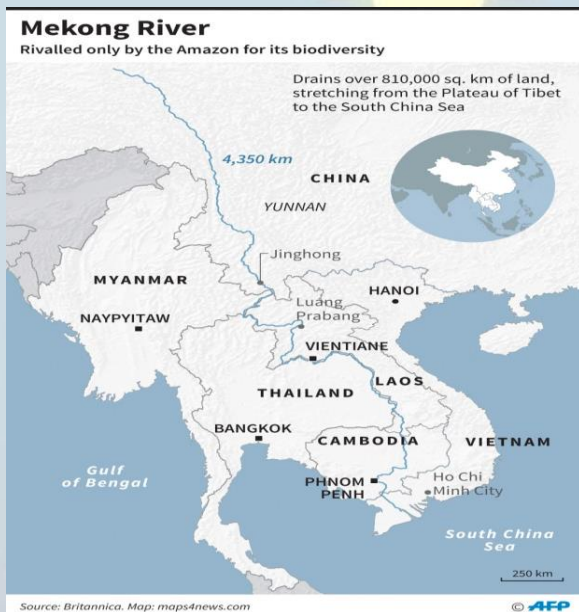 Mekong River
Rivalled only by the Amazon for its biodiversity
Drains over 810,000 sq. km of land,
stretching from the Plateau of Tibet
to the South China Sea
4,350 km
CHINA
YUNNAN
Jinghong
MYANMAR
HANOI
Luang
Prabang
NAYPYITAW
VIENTIANE
LAOS
THAILAND
BANGKOK
CAMBODIA
VIETNAM
Gulf
of Bengal
PHNOM
PENH
Ho Chi
Minh City
South China
Sea
250 km
Source: Britannica. Map: maps4news.com
© AFP